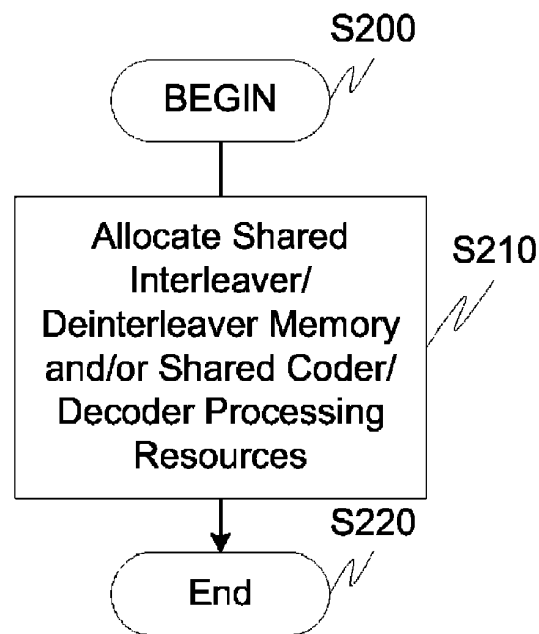 S200
BEGIN
Allocate Shared
Interleaver/
Deinterleaver Memory
and/or Shared Coder/
Decoder Processing
Resources
S210
S220
End